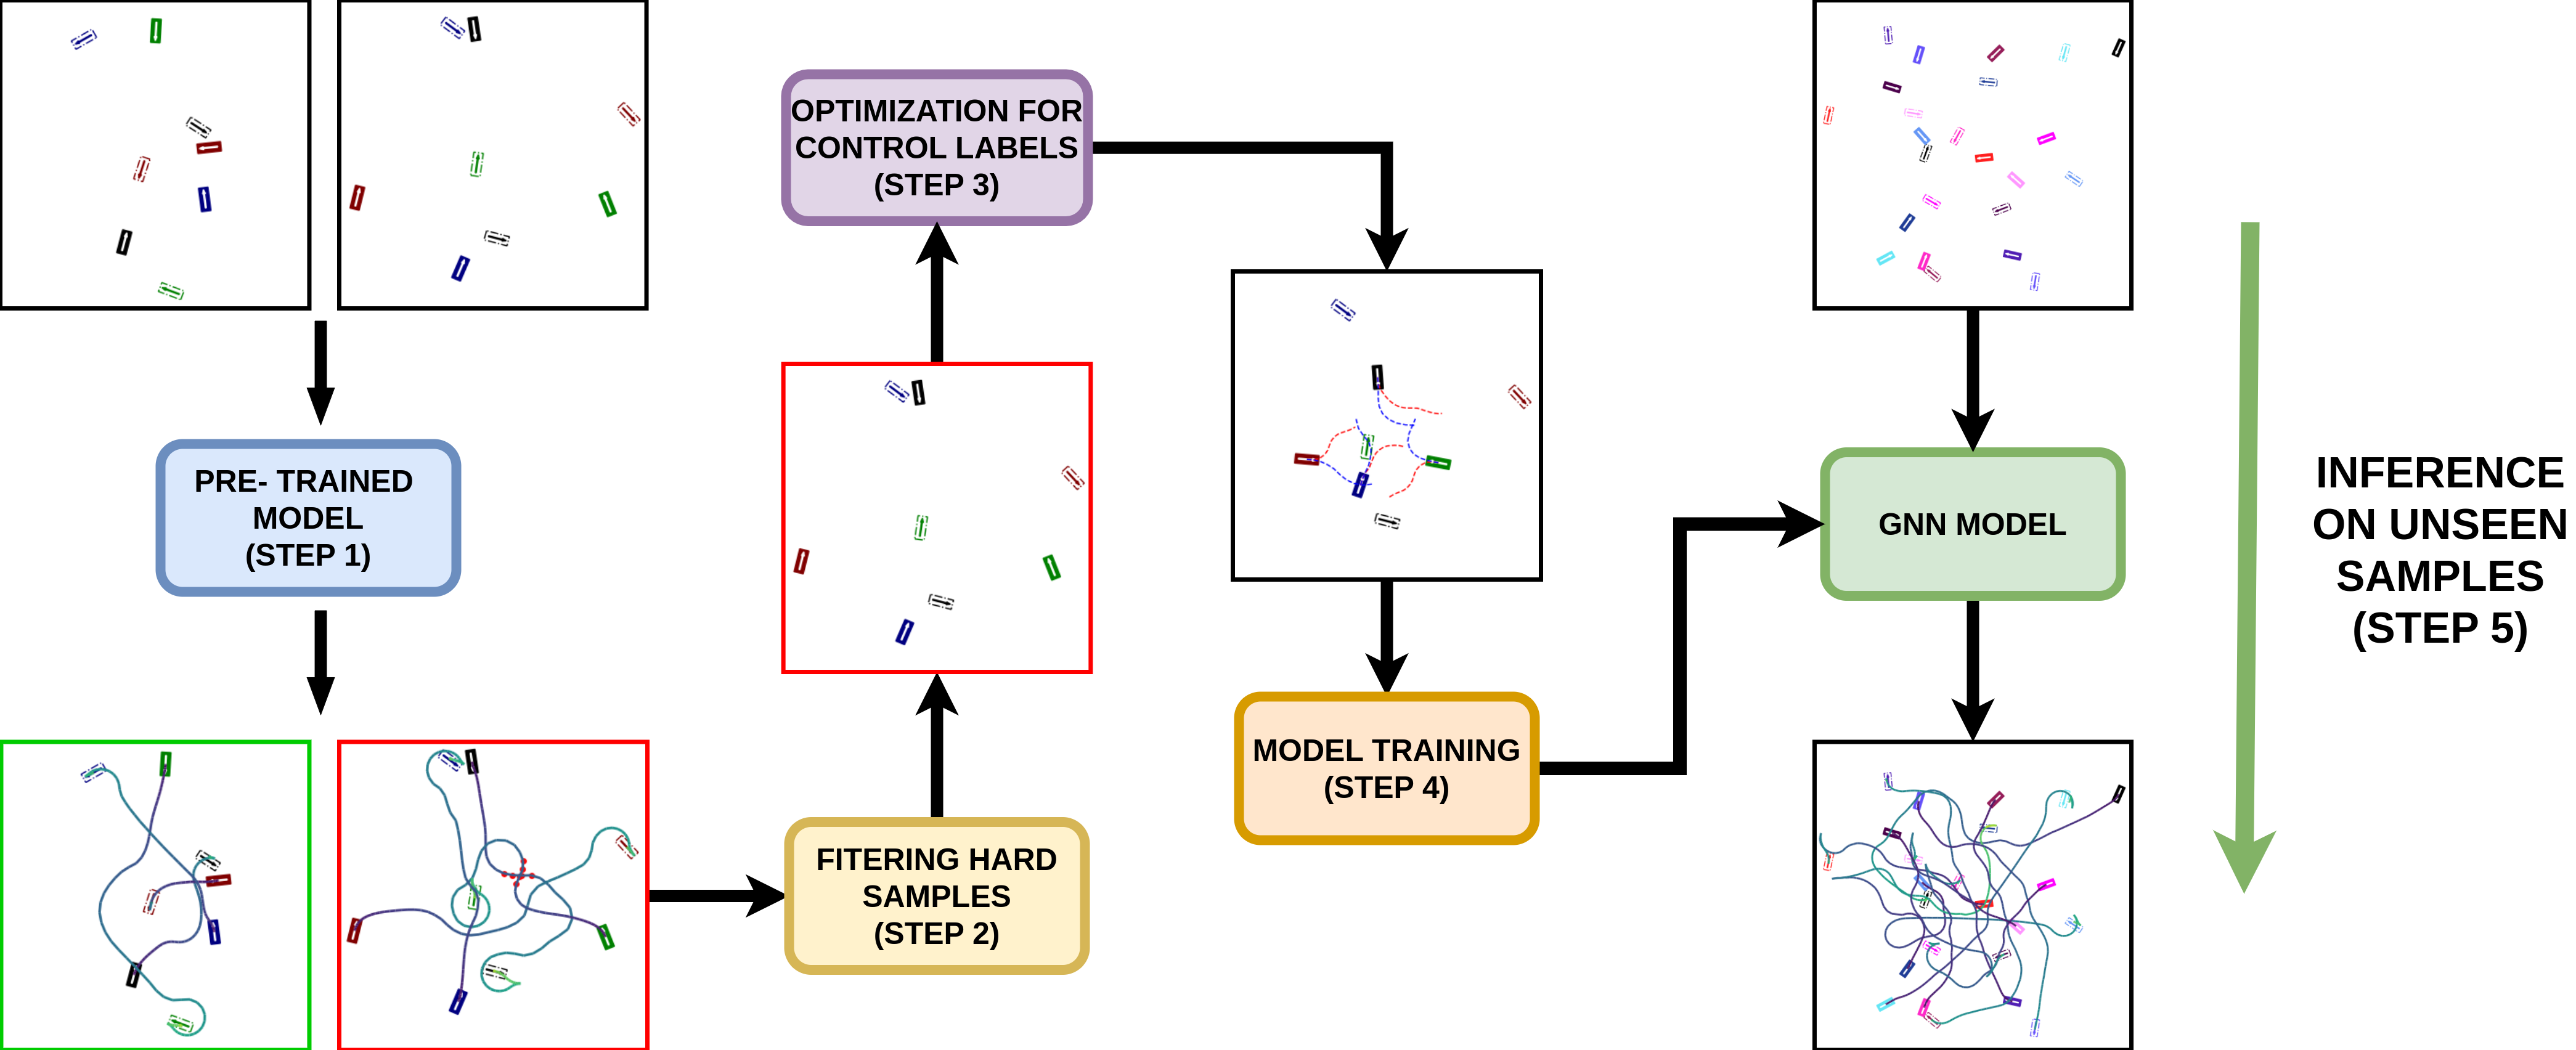 PRE- TRAINED
MODEL
(STEP 1)
FITERING HARD
SAMPLES
(STEP 2)
OPTIMIZATION FOR
CONTROL LABELS
(STEP 3)
MODEL TRAINING
(STEP 4)
GNN MODEL
INFERENCE
ON UNSEEN
SAMPLES
(STEP 5)